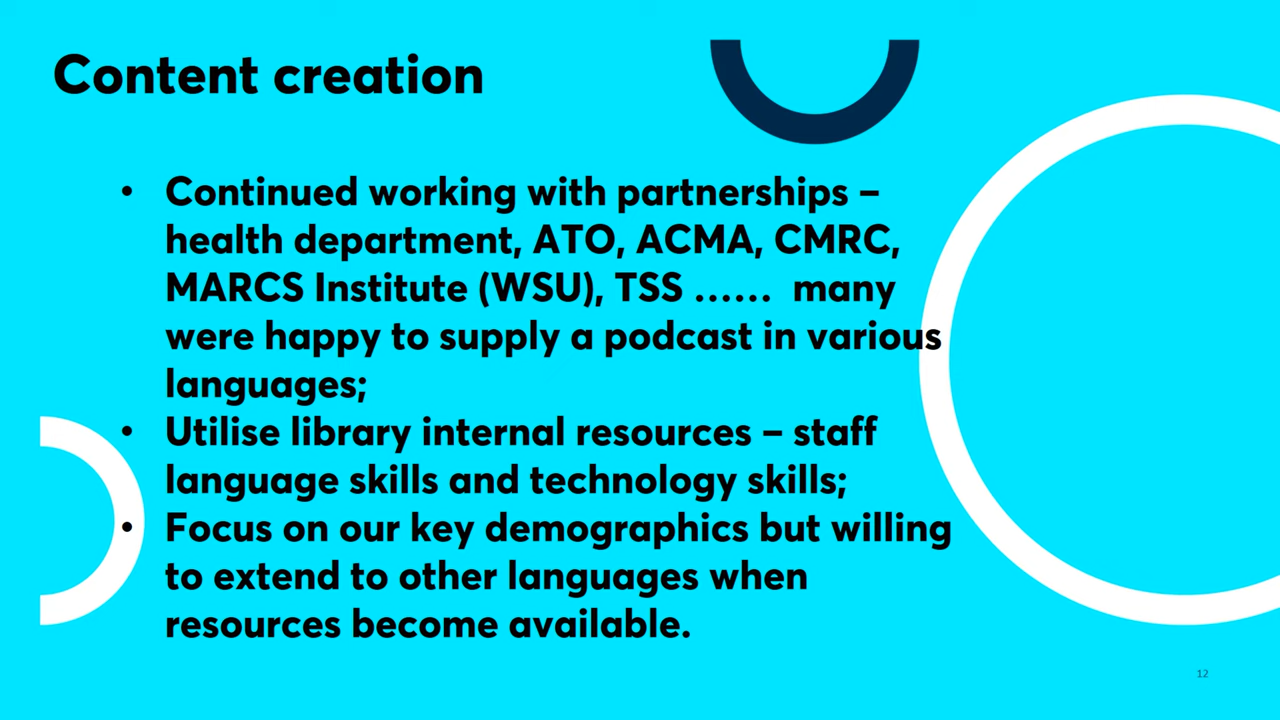 Content creation
• Continued working with partnerships –
health department, ATO, ACMA, CMRC,
MARCS Institute (WSU), TSS ...... many
were happy to supply a podcast in various
languages;
• Utilise library internal resources – staff
language skills and technology skills;
• Focus on our key demographics but willing
to extend to other languages when
resources become available.
12